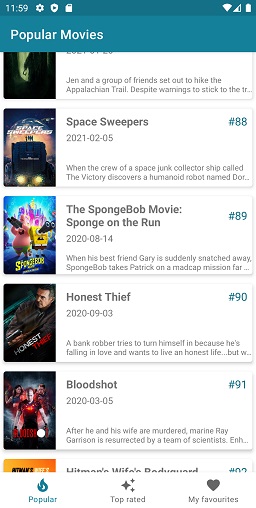 11:59
Popular Movies
Jen and a group of friends set out to hike the
Appalachian Trail. Despite warnings to stick to the tr…
SPACE
SWEEPERS
Space Sweepers
#88
2021-02-05
When the crew of a space junk collector ship called
The Victory discovers a humanoid robot named Dor…
The SpongeBob Movie:
Sponge on the Run
#89
2020-08-14
When his best friend Gary is suddenly snatched away,
SpongeBob takes Patrick on a madcap mission far …
HONEST
THIEF
Honest Thief
#90
2020-09-03
A bank robber tries to turn himself in because he's
falling in love and wants to live an honest life...but w…
Bloodshot
#91
2020-03-05
After he and his wife are murdered, marine Ray
Garrison is resurrected by a team of scientists. Enh…
HITMAN'S WIFE'S
Hitman's Wife's Bodyguard
#92
Popular
Top rated
My favourites